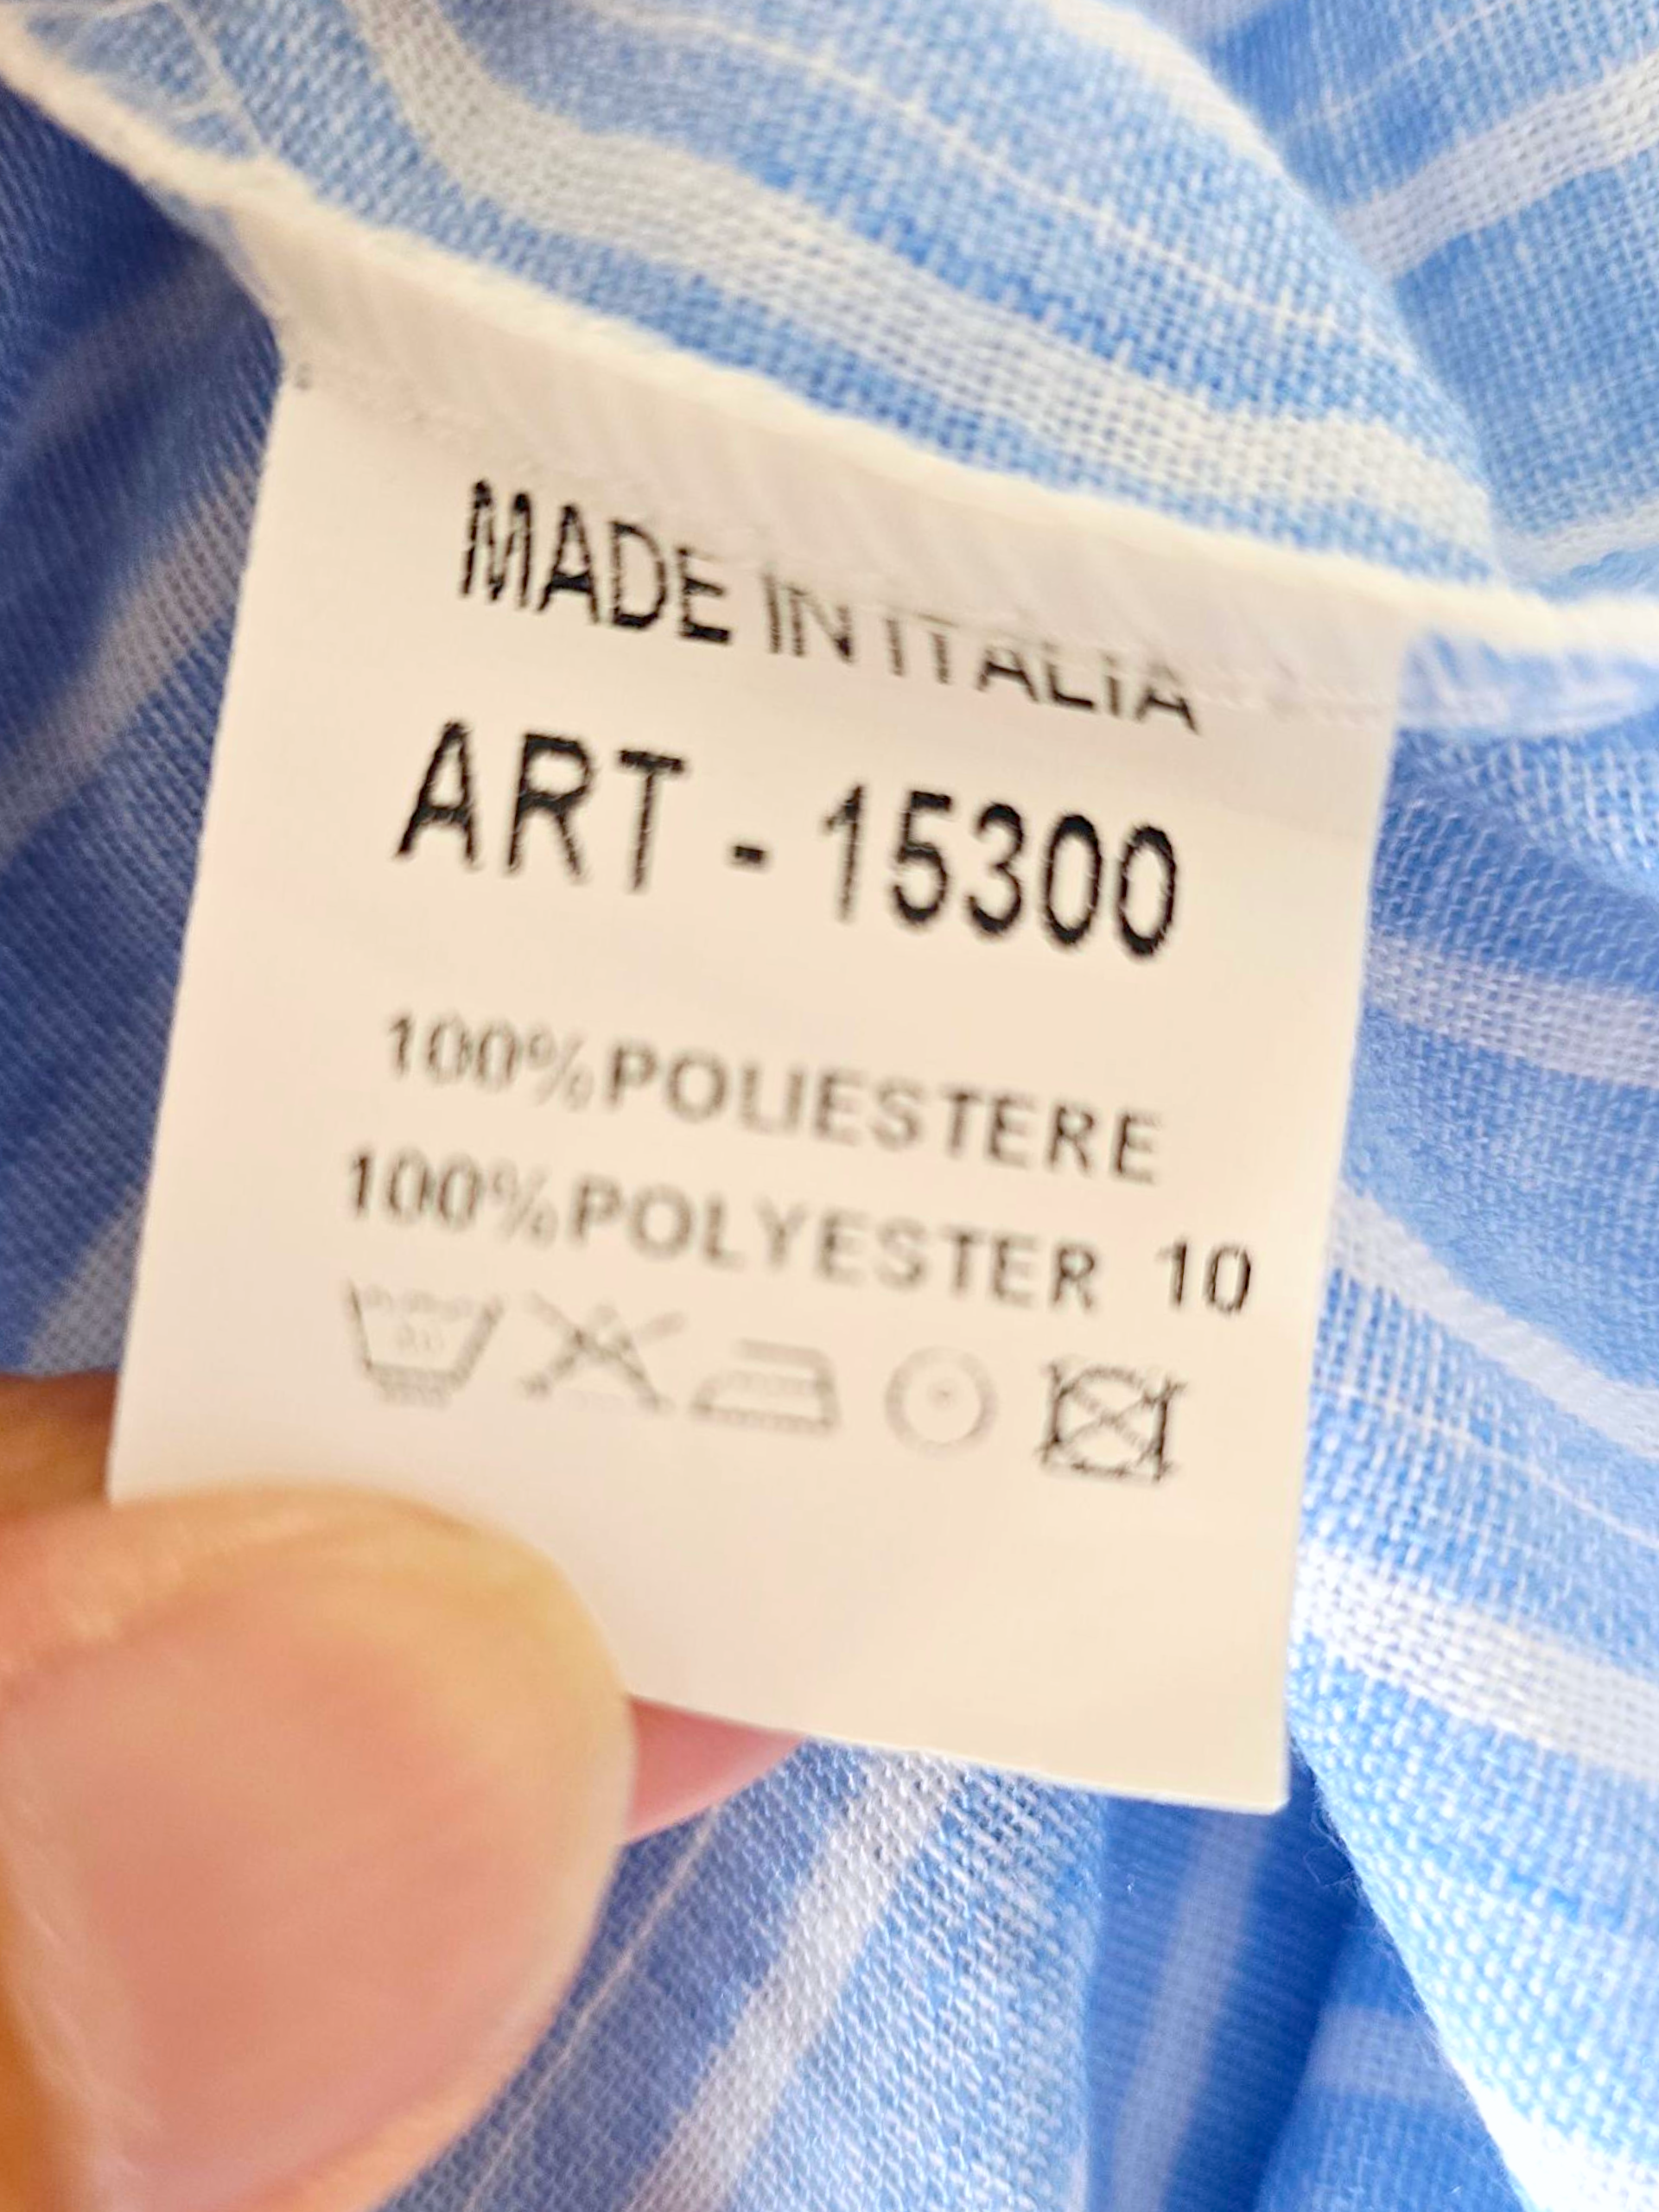 MADE IN ITALIA
ART - 15300
100%POLIESTERE
100%POLYESTER 10